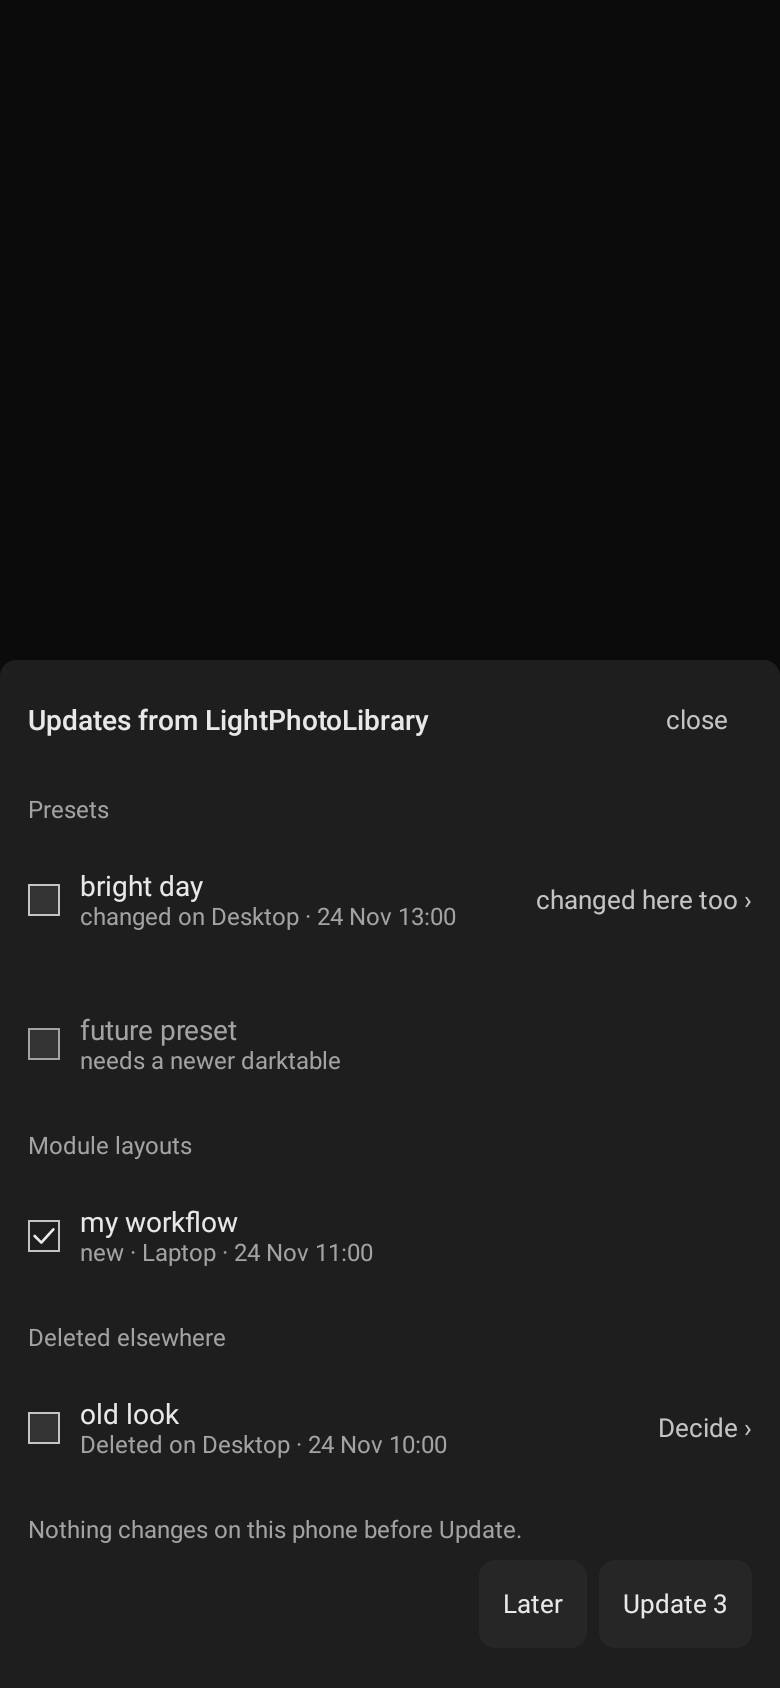 Updates from LightPhotoLibrary
close
Presets
bright day
changed on Desktop · 24 Nov 13:00
changed here too ›
future preset
needs a newer darktable
Module layouts
my workflow
new · Laptop · 24 Nov 11:00
Deleted elsewhere
old look
Deleted on Desktop · 24 Nov 10:00
Decide ›
Nothing changes on this phone before Update.
Later
Update 3